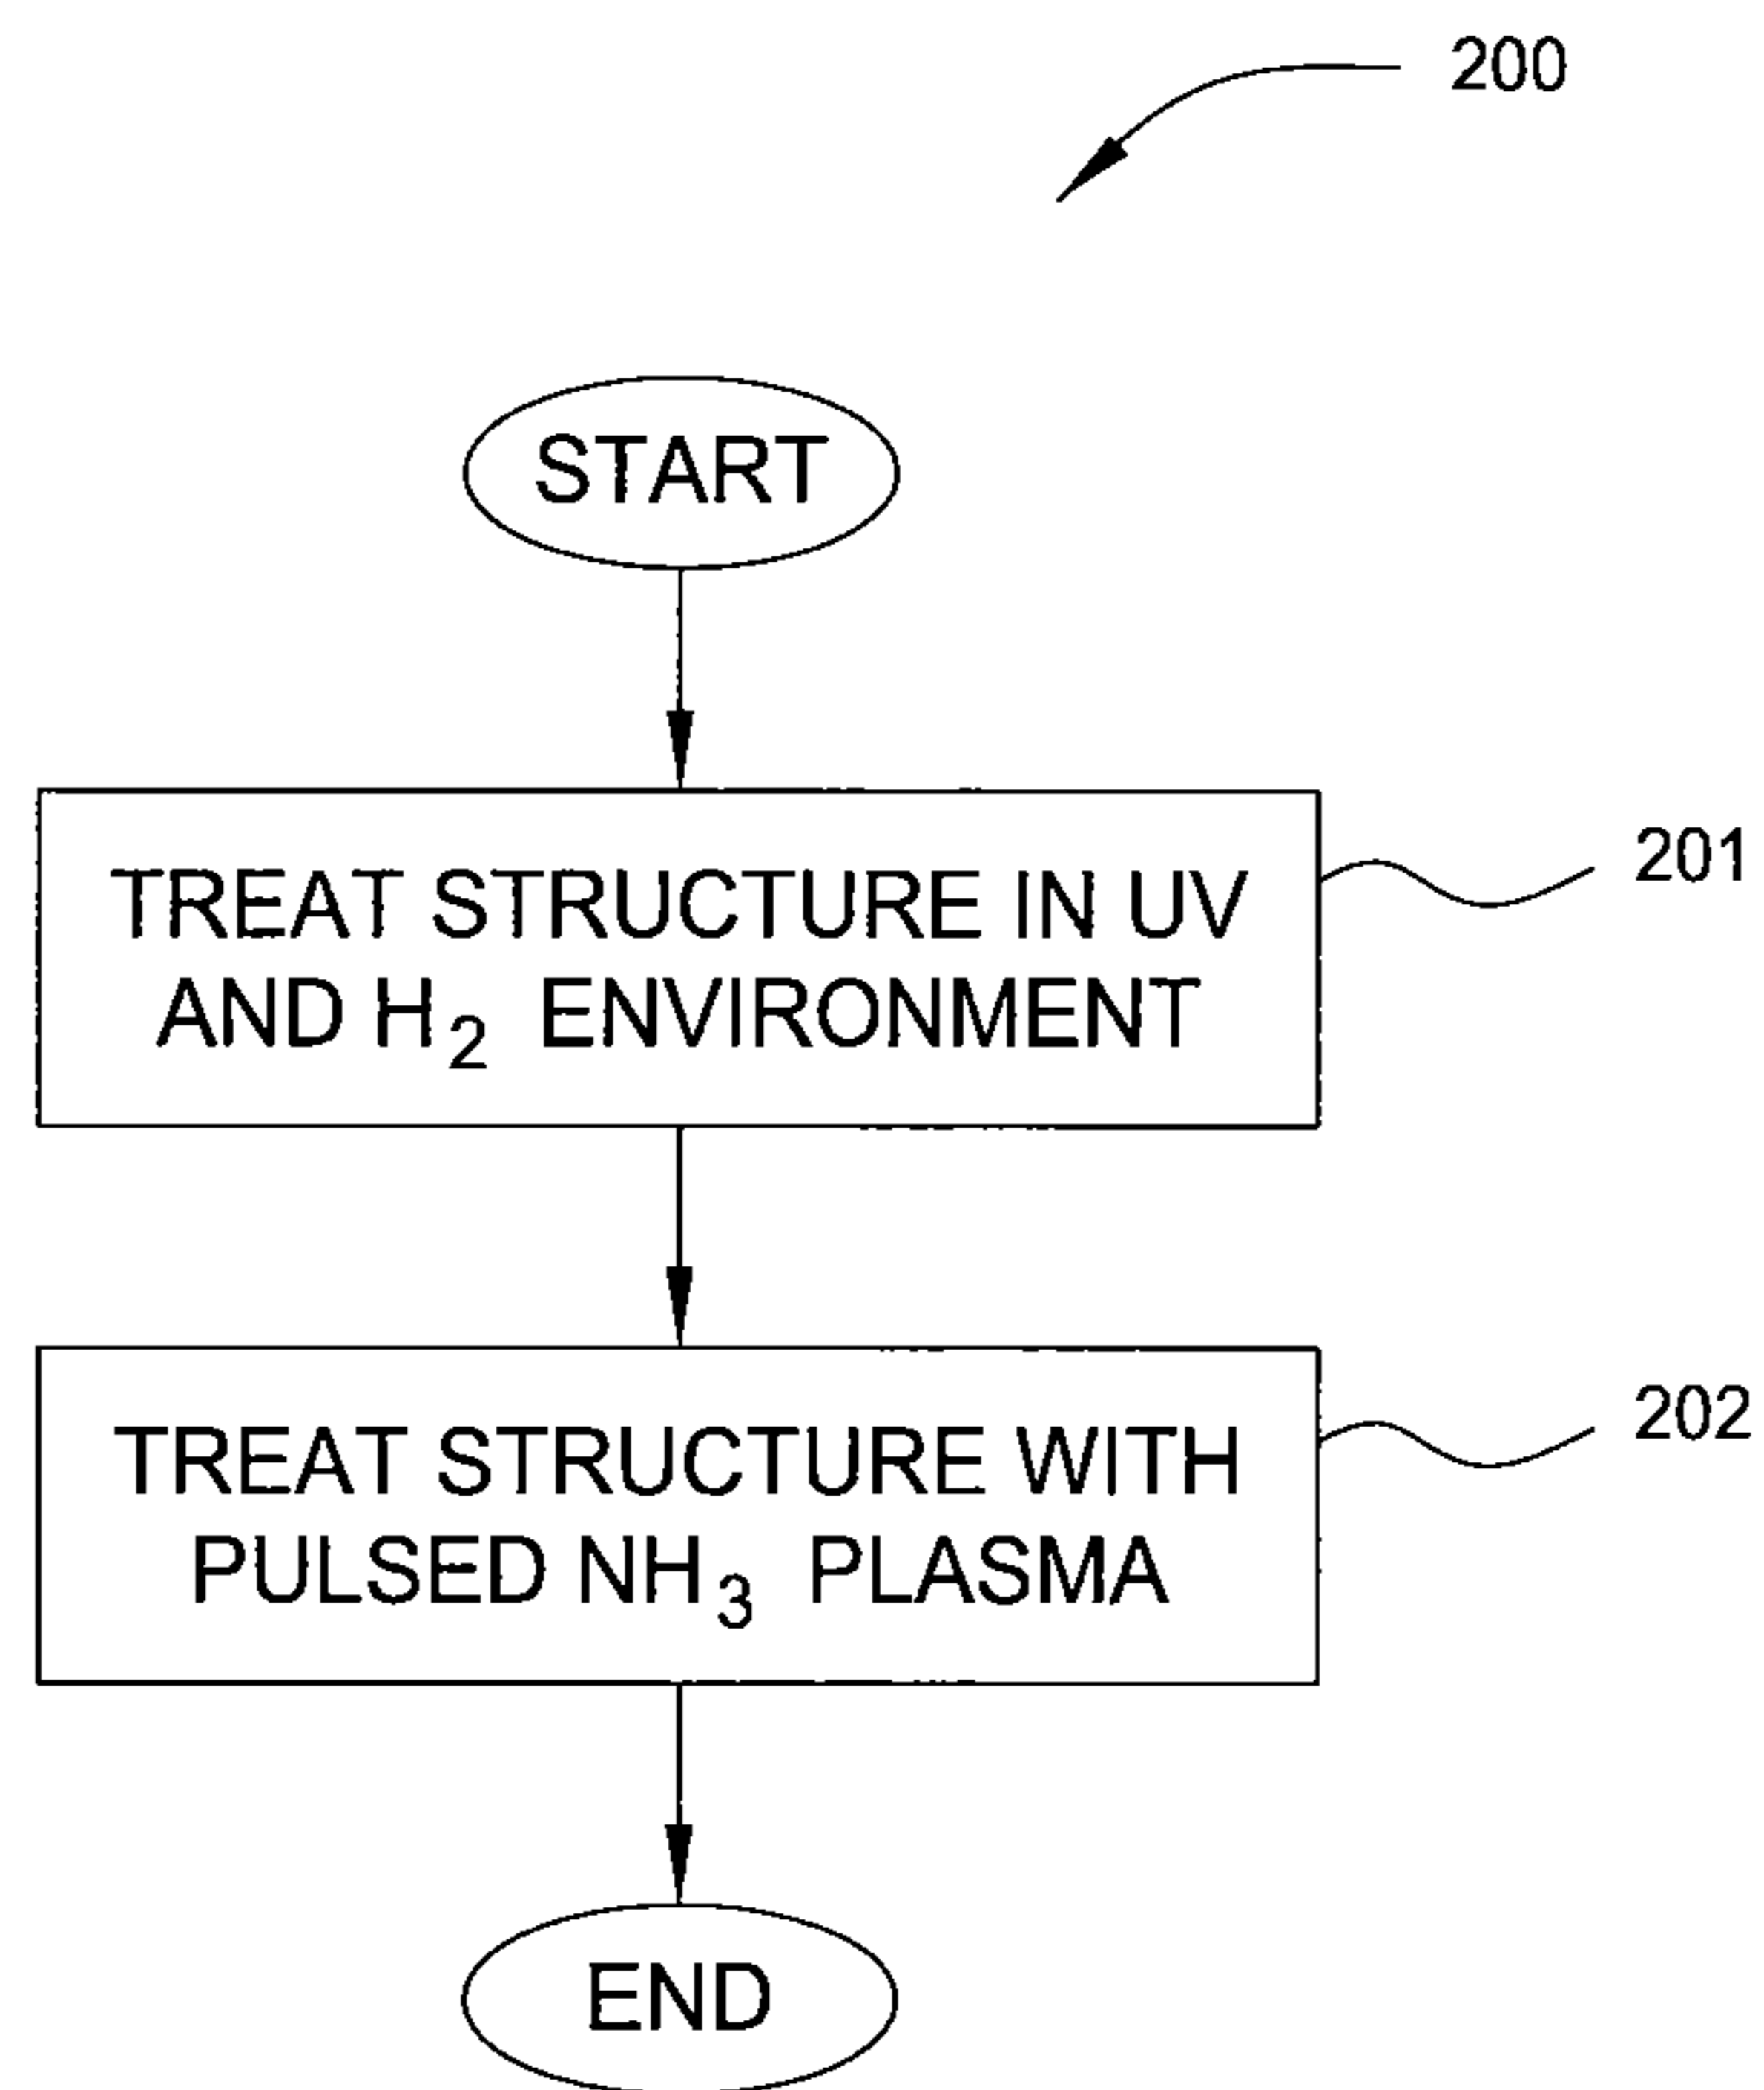 200
START
TREAT STRUCTURE IN UV
AND H₂ ENVIRONMENT
201
TREAT STRUCTURE WITH
PULSED NH₃ PLASMA
202
END